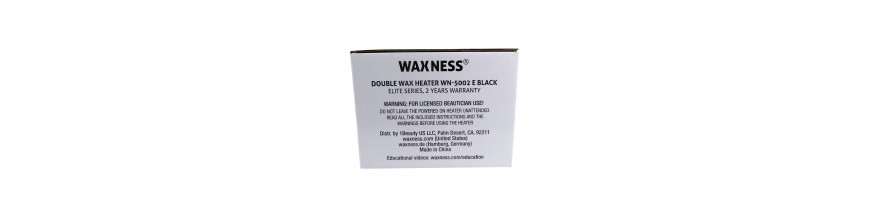 WAXNESS®
DOUBLE WAX HEATER WN-5002 E BLACK
ELITE SERIES, 2 YEARS WARRANTY
WARNING: FOR LICENSED BEAUTICIAN USE!
DO NOT LEAVE THE POWERED ON HEATER UNATTENDED.
READ ALL THE INCLOSED INSTRUCTIONS AND THE
WARNINGS BEFORE USING THE HEATER
Distr. by 1Beauty US LLC, Palm Desert, CA, 92211
waxness.com (United States)
waxness.de (Hamburg, Germany)
Made in China
Educational videos: waxness.com/education